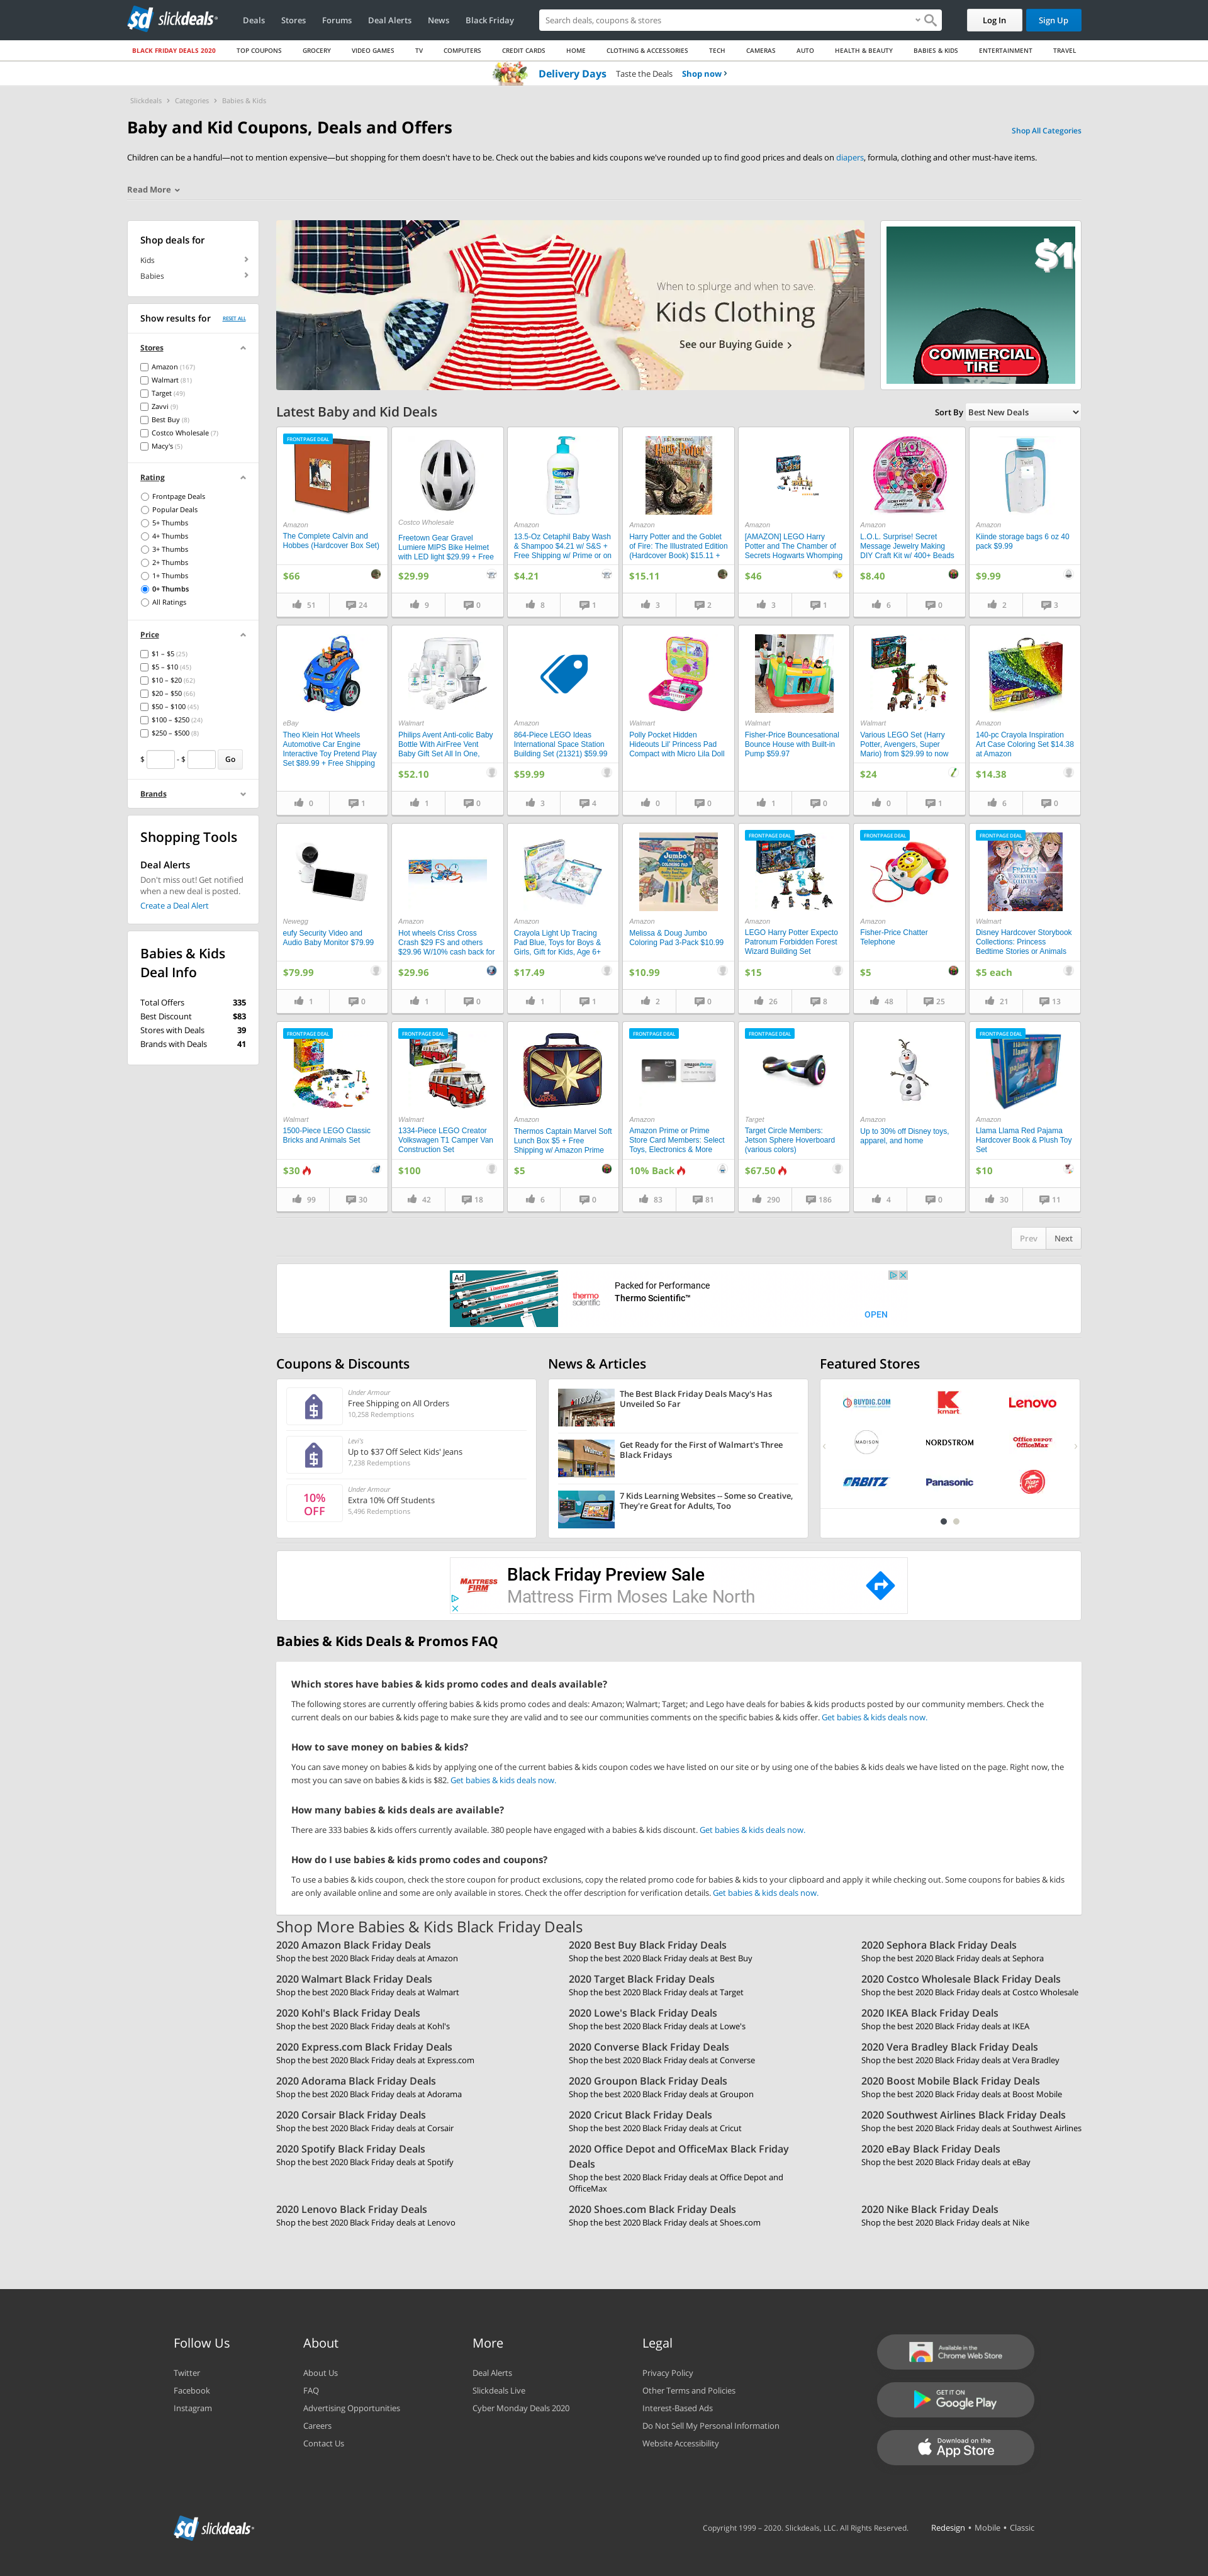 slickdeals
Deals Stores Forums Deal Alerts News Black Friday
Search deals, coupons & stores
Log In Sign Up
BLACK FRIDAY DEALS 2020 TOP COUPONS GROCERY VIDEO GAMES TV COMPUTERS CREDIT CARDS HOME CLOTHING & ACCESSORIES TECH CAMERAS AUTO HEALTH & BEAUTY BABIES & KIDS ENTERTAINMENT TRAVEL
Delivery Days Taste the Deals Shop now
Slickdeals Categories Babies & Kids
Baby and Kid Coupons, Deals and Offers
Shop All Categories
Children can be a handful—not to mention expensive—but shopping for them doesn't have to be. Check out the babies and kids coupons we've rounded up to find good prices and deals on diapers, formula, clothing and other must-have items.
Read More
Shop deals for
Kids
Babies
Show results for RESET ALL
Stores
Amazon (167)
Walmart (81)
Target (49)
Zavvi (9)
Best Buy (8)
Costco Wholesale (7)
Macy's (5)
Rating
Frontpage Deals
Popular Deals
5+ Thumbs
4+ Thumbs
3+ Thumbs
2+ Thumbs
1+ Thumbs
0+ Thumbs
All Ratings
Price
$1 – $5 (25)
$5 – $10 (45)
$10 – $20 (62)
$20 – $50 (66)
$50 – $100 (45)
$100 – $250 (24)
$250 – $500 (8)
$ - $ Go
Brands
Shopping Tools
Deal Alerts
Don't miss out! Get notified
when a new deal is posted.
Create a Deal Alert
Babies & Kids
Deal Info
Total Offers 335
Best Discount $83
Stores with Deals 39
Brands with Deals 41
When to splurge and when to save.
Kids Clothing
See our Buying Guide
COMMERCIAL
TIRE
Latest Baby and Kid Deals
Sort By Best New Deals
FRONTPAGE DEAL
Amazon
The Complete Calvin and
Hobbes (Hardcover Box Set)
$66
51 24
Costco Wholesale
Freetown Gear Gravel
Lumiere MIPS Bike Helmet
with LED light $29.99 + Free
$29.99
9 0
Amazon
13.5-Oz Cetaphil Baby Wash
& Shampoo $4.21 w/ S&S +
Free Shipping w/ Prime or on
$4.21
8 1
Amazon
Harry Potter and the Goblet
of Fire: The Illustrated Edition
(Hardcover Book) $15.11 +
$15.11
3 2
Amazon
[AMAZON] LEGO Harry
Potter and The Chamber of
Secrets Hogwarts Whomping
$46
3 1
Amazon
L.O.L. Surprise! Secret
Message Jewelry Making
DIY Craft Kit w/ 400+ Beads
$8.40
6 0
Amazon
Kiinde storage bags 6 oz 40
pack $9.99
$9.99
2 3
eBay
Theo Klein Hot Wheels
Automotive Car Engine
Interactive Toy Pretend Play
Set $89.99 + Free Shipping
0 1
Walmart
Philips Avent Anti-colic Baby
Bottle With AirFree Vent
Baby Gift Set All In One,
$52.10
1 0
Amazon
864-Piece LEGO Ideas
International Space Station
Building Set (21321) $59.99
$59.99
3 4
Walmart
Polly Pocket Hidden
Hideouts Lil' Princess Pad
Compact with Micro Lila Doll
0 0
Walmart
Fisher-Price Bouncesational
Bounce House with Built-in
Pump $59.97
1 0
Walmart
Various LEGO Set (Harry
Potter, Avengers, Super
Mario) from $29.99 to now
$24
0 1
Amazon
140-pc Crayola Inspiration
Art Case Coloring Set $14.38
at Amazon
$14.38
6 0
Newegg
eufy Security Video and
Audio Baby Monitor $79.99
$79.99
1 0
Amazon
Hot wheels Criss Cross
Crash $29 FS and others
$29.96 W/10% cash back for
$29.96
1 0
Amazon
Crayola Light Up Tracing
Pad Blue, Toys for Boys &
Girls, Gift for Kids, Age 6+
$17.49
1 1
Amazon
Melissa & Doug Jumbo
Coloring Pad 3-Pack $10.99
$10.99
2 0
FRONTPAGE DEAL
Amazon
LEGO Harry Potter Expecto
Patronum Forbidden Forest
Wizard Building Set
$15
26 8
FRONTPAGE DEAL
Amazon
Fisher-Price Chatter
Telephone
$5
48 25
FRONTPAGE DEAL
Walmart
Disney Hardcover Storybook
Collections: Princess
Bedtime Stories or Animals
$5 each
21 13
FRONTPAGE DEAL
Walmart
1500-Piece LEGO Classic
Bricks and Animals Set
$30
99 30
FRONTPAGE DEAL
Walmart
1334-Piece LEGO Creator
Volkswagen T1 Camper Van
Construction Set
$100
42 18
Amazon
Thermos Captain Marvel Soft
Lunch Box $5 + Free
Shipping w/ Amazon Prime
$5
6 0
FRONTPAGE DEAL
Amazon
Amazon Prime or Prime
Store Card Members: Select
Toys, Electronics & More
10% Back
83 81
FRONTPAGE DEAL
Target
Target Circle Members:
Jetson Sphere Hoverboard
(various colors)
$67.50
290 186
Amazon
Up to 30% off Disney toys,
apparel, and home
4 0
FRONTPAGE DEAL
Amazon
Llama Llama Red Pajama
Hardcover Book & Plush Toy
Set
$10
30 11
Prev Next
Ad
thermo
scientific
Packed for Performance
Thermo Scientific™
OPEN
Coupons & Discounts
Under Armour
Free Shipping on All Orders
10,258 Redemptions
Levi's
Up to $37 Off Select Kids' Jeans
7,238 Redemptions
10%
OFF
Under Armour
Extra 10% Off Students
5,496 Redemptions
News & Articles
The Best Black Friday Deals Macy's Has
Unveiled So Far
Get Ready for the First of Walmart's Three
Black Fridays
7 Kids Learning Websites -- Some so Creative,
They're Great for Adults, Too
Featured Stores
BUYDIG.COM kmart Lenovo
MADISON NORDSTROM Office DEPOT OfficeMax
ORBITZ Panasonic
MATTRESS
FIRM
Black Friday Preview Sale
Mattress Firm Moses Lake North
Babies & Kids Deals & Promos FAQ
Which stores have babies & kids promo codes and deals available?
The following stores are currently offering babies & kids promo codes and deals: Amazon; Walmart; Target; and Lego have deals for babies & kids products posted by our community members. Check the
current deals on our babies & kids page to make sure they are valid and to see our communities comments on the specific babies & kids offer. Get babies & kids deals now.
How to save money on babies & kids?
You can save money on babies & kids by applying one of the current babies & kids coupon codes we have listed on our site or by using one of the babies & kids deals we have listed on the page. Right now, the
most you can save on babies & kids is $82. Get babies & kids deals now.
How many babies & kids deals are available?
There are 333 babies & kids offers currently available. 380 people have engaged with a babies & kids discount. Get babies & kids deals now.
How do I use babies & kids promo codes and coupons?
To use a babies & kids coupon, check the store coupon for product exclusions, copy the related promo code for babies & kids to your clipboard and apply it while checking out. Some coupons for babies & kids
are only available online and some are only available in stores. Check the offer description for verification details. Get babies & kids deals now.
Shop More Babies & Kids Black Friday Deals
2020 Amazon Black Friday Deals
Shop the best 2020 Black Friday deals at Amazon
2020 Best Buy Black Friday Deals
Shop the best 2020 Black Friday deals at Best Buy
2020 Sephora Black Friday Deals
Shop the best 2020 Black Friday deals at Sephora
2020 Walmart Black Friday Deals
Shop the best 2020 Black Friday deals at Walmart
2020 Target Black Friday Deals
Shop the best 2020 Black Friday deals at Target
2020 Costco Wholesale Black Friday Deals
Shop the best 2020 Black Friday deals at Costco Wholesale
2020 Kohl's Black Friday Deals
Shop the best 2020 Black Friday deals at Kohl's
2020 Lowe's Black Friday Deals
Shop the best 2020 Black Friday deals at Lowe's
2020 IKEA Black Friday Deals
Shop the best 2020 Black Friday deals at IKEA
2020 Express.com Black Friday Deals
Shop the best 2020 Black Friday deals at Express.com
2020 Converse Black Friday Deals
Shop the best 2020 Black Friday deals at Converse
2020 Vera Bradley Black Friday Deals
Shop the best 2020 Black Friday deals at Vera Bradley
2020 Adorama Black Friday Deals
Shop the best 2020 Black Friday deals at Adorama
2020 Groupon Black Friday Deals
Shop the best 2020 Black Friday deals at Groupon
2020 Boost Mobile Black Friday Deals
Shop the best 2020 Black Friday deals at Boost Mobile
2020 Corsair Black Friday Deals
Shop the best 2020 Black Friday deals at Corsair
2020 Cricut Black Friday Deals
Shop the best 2020 Black Friday deals at Cricut
2020 Southwest Airlines Black Friday Deals
Shop the best 2020 Black Friday deals at Southwest Airlines
2020 Spotify Black Friday Deals
Shop the best 2020 Black Friday deals at Spotify
2020 Office Depot and OfficeMax Black Friday
Deals
Shop the best 2020 Black Friday deals at Office Depot and
OfficeMax
2020 eBay Black Friday Deals
Shop the best 2020 Black Friday deals at eBay
2020 Lenovo Black Friday Deals
Shop the best 2020 Black Friday deals at Lenovo
2020 Shoes.com Black Friday Deals
Shop the best 2020 Black Friday deals at Shoes.com
2020 Nike Black Friday Deals
Shop the best 2020 Black Friday deals at Nike
Follow Us
Twitter
Facebook
Instagram
About
About Us
FAQ
Advertising Opportunities
Careers
Contact Us
More
Deal Alerts
Slickdeals Live
Cyber Monday Deals 2020
Legal
Privacy Policy
Other Terms and Policies
Interest-Based Ads
Do Not Sell My Personal Information
Website Accessibility
Available in the
Chrome Web Store
GET IT ON
Google Play
Download on the
App Store
slickdeals
Copyright 1999 – 2020. Slickdeals, LLC. All Rights Reserved. Redesign • Mobile • Classic